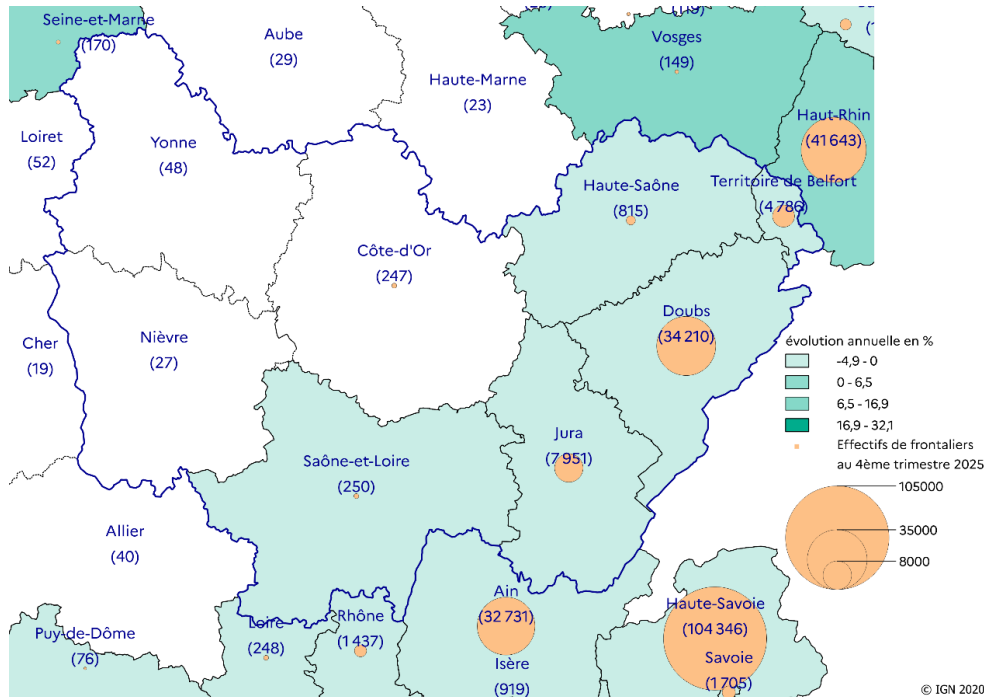 Seine-et-Marne
(170)
Aube
(29)
(119)
Vosges
(149)
Haute-Marne
(23)
Haut-Rhin
(41 643)
Loiret
(52)
Yonne
(48)
Haute-Saône
(815)
Territoire de Belfort
(4 786)
Côte-d'Or
(247)
Doubs
(34 210)
Cher
(19)
Nièvre
(27)
évolution annuelle en %
-4,9 - 0
0 - 6,5
6,5 - 16,9
16,9 - 32,1
Effectifs de frontaliers
au 4ème trimestre 2025
105000
35000
8000
Jura
(7 951)
Saône-et-Loire
(250)
Allier
(40)
Ain
(32 731)
Haute-Savoie
(104 346)
Loire
(248)
Rhône
(1 437)
Puy-de-Dôme
(76)
Isère
(919)
Savoie
(1 705)
© IGN 2020